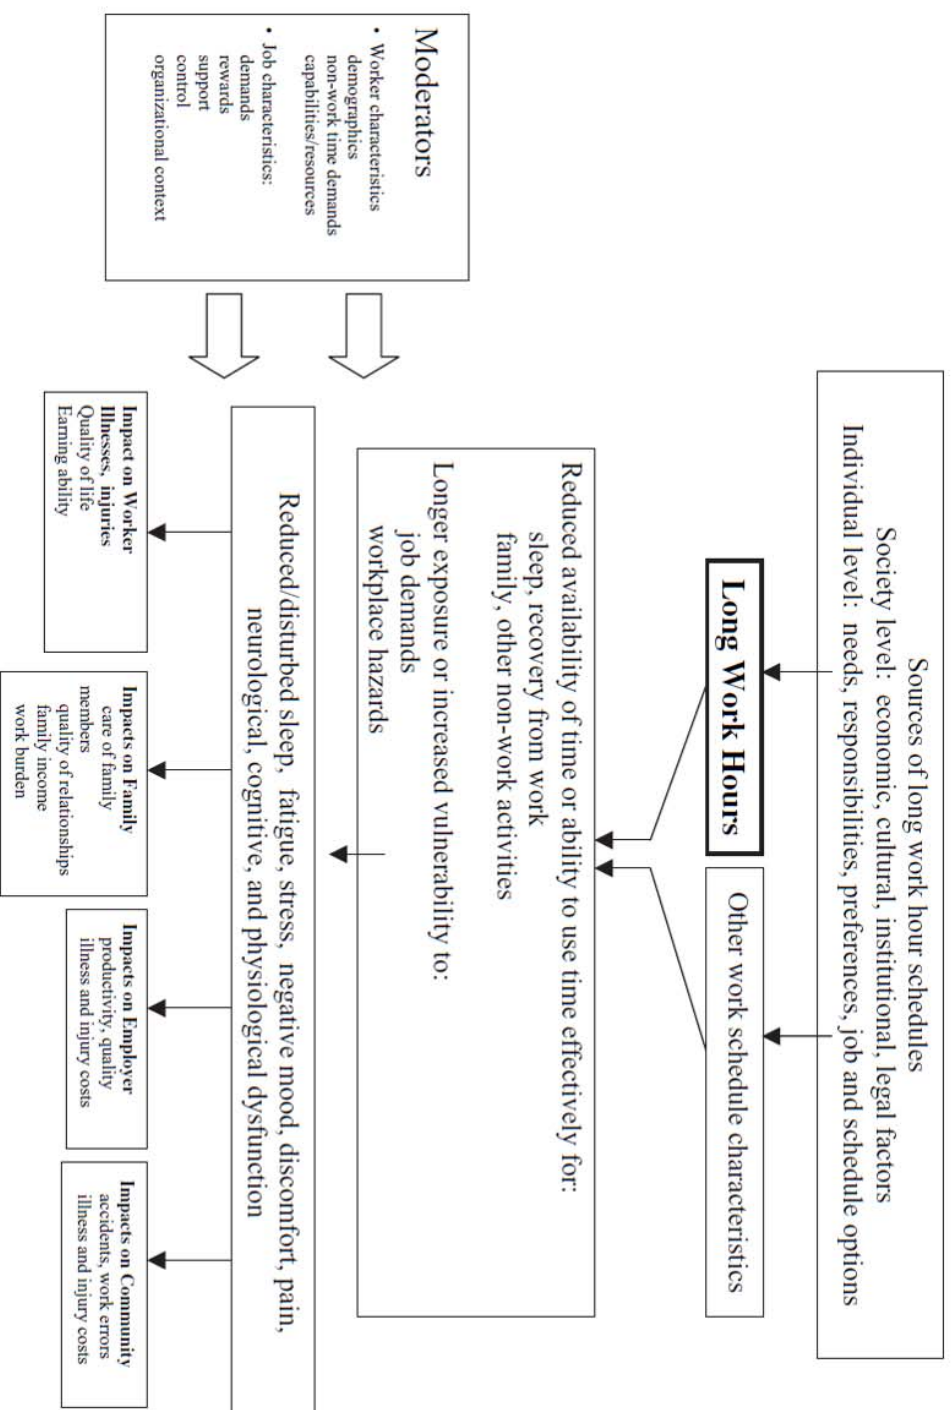 Sources of long work hour schedules
Society level: economic, cultural, institutional, legal factors
Individual level: needs, responsibilities, preferences, job and schedule options
Long Work Hours
Other work schedule characteristics
Reduced availability of time or ability to use time effectively for:
sleep, recovery from work
family, other non-work activities
Longer exposure or increased vulnerability to:
job demands
workplace hazards
Moderators
• Worker characteristics
demographics
non-work time demands
capabilities/resources
• Job characteristics:
demands
rewards
support
control
organizational context
Reduced/disturbed sleep, fatigue, stress, negative mood, discomfort, pain,
neurological, cognitive, and physiological dysfunction
Impact on Worker
Illnesses, injuries
Quality of life
Earning ability
Impacts on Family
care of family
members
quality of relationships
family income
work burden
Impacts on Employer
productivity, quality
illness and injury costs
Impacts on Community
accidents, work errors
illness and injury costs